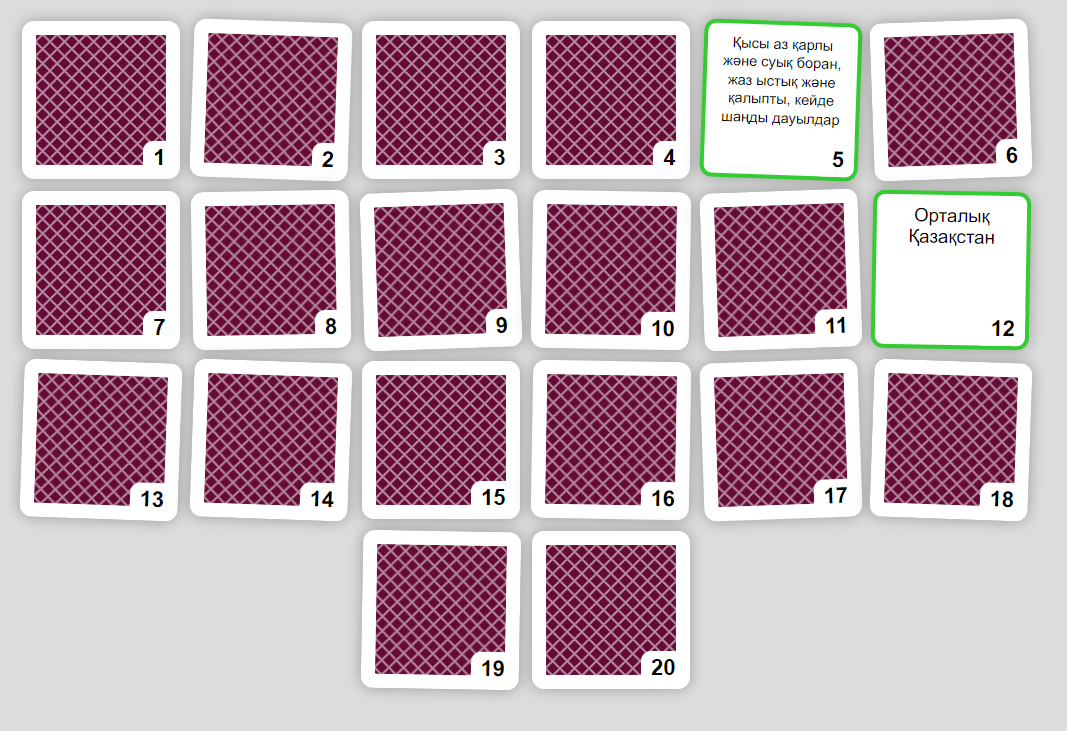 1
2
3
4
Қысы аз қарлы
және суық боран,
жаз ыстық және
қалыпты, кейде
шаңды дауылдар
5
6
7
8
9
10
11
Орталық
Қазақстан
12
13
14
15
16
17
18
19
20